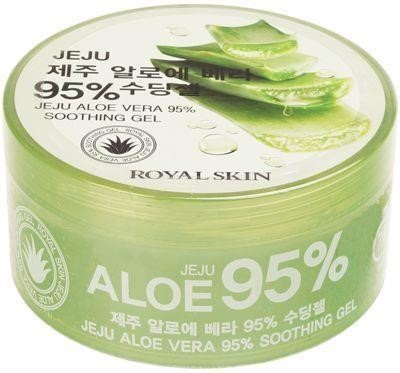 JEJU
제주 알로에 베라
95% 수딩젤
JEJU ALOE VERA 95%
SOOTHING GEL
ROYAL SKIN
JEJU
ALOE 95%
제주 알로에 베라 95% 수딩젤
JEJU ALOE VERA 95% SOOTHING GEL